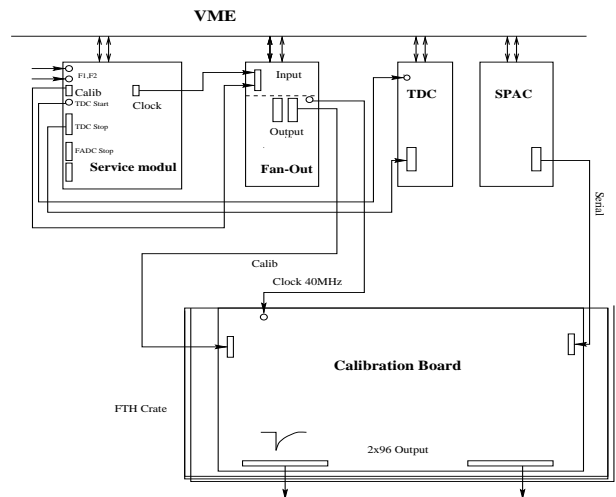 VME
F1,F2
Calib
TDC Start
Clock
TDC Stop
FADC Stop
Service modul
Input
Output
Fan-Out
TDC
SPAC
Serial
Calib
Clock 40MHz
Calibration Board
FTH Crate
2x96 Output